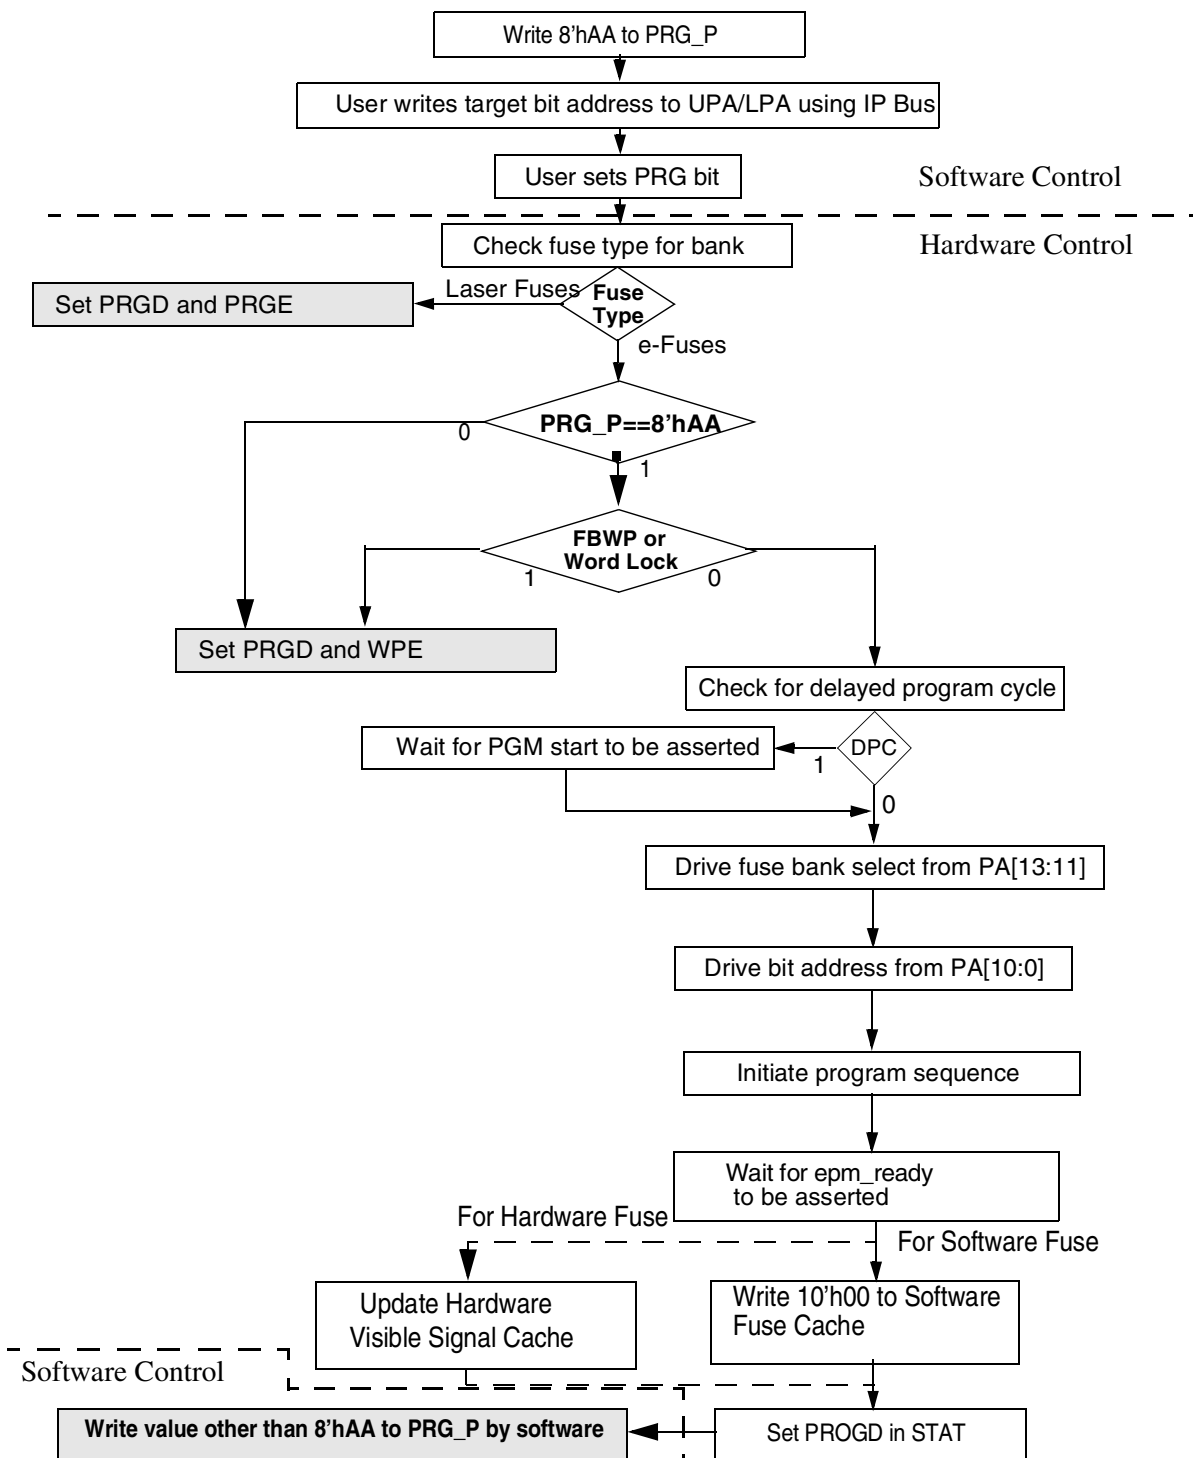 Write 8'hAA to PRG_P
User writes target bit address to UPA/LPA using IP Bus
User sets PRG bit
Software Control
Hardware Control
Check fuse type for bank
Laser Fuses
Fuse
Type
Set PRGD and PRGE
e-Fuses
PRG_P==8'hAA
0
1
FBWP or
Word Lock
1
0
Set PRGD and WPE
Check for delayed program cycle
Wait for PGM start to be asserted
DPC
1
0
Drive fuse bank select from PA[13:11]
Drive bit address from PA[10:0]
Initiate program sequence
Wait for epm_ready
to be asserted
For Hardware Fuse
For Software Fuse
Update Hardware
Visible Signal Cache
Write 10'h00 to Software
Fuse Cache
Software Control
Write value other than 8'hAA to PRG_P by software
Set PROGD in STAT